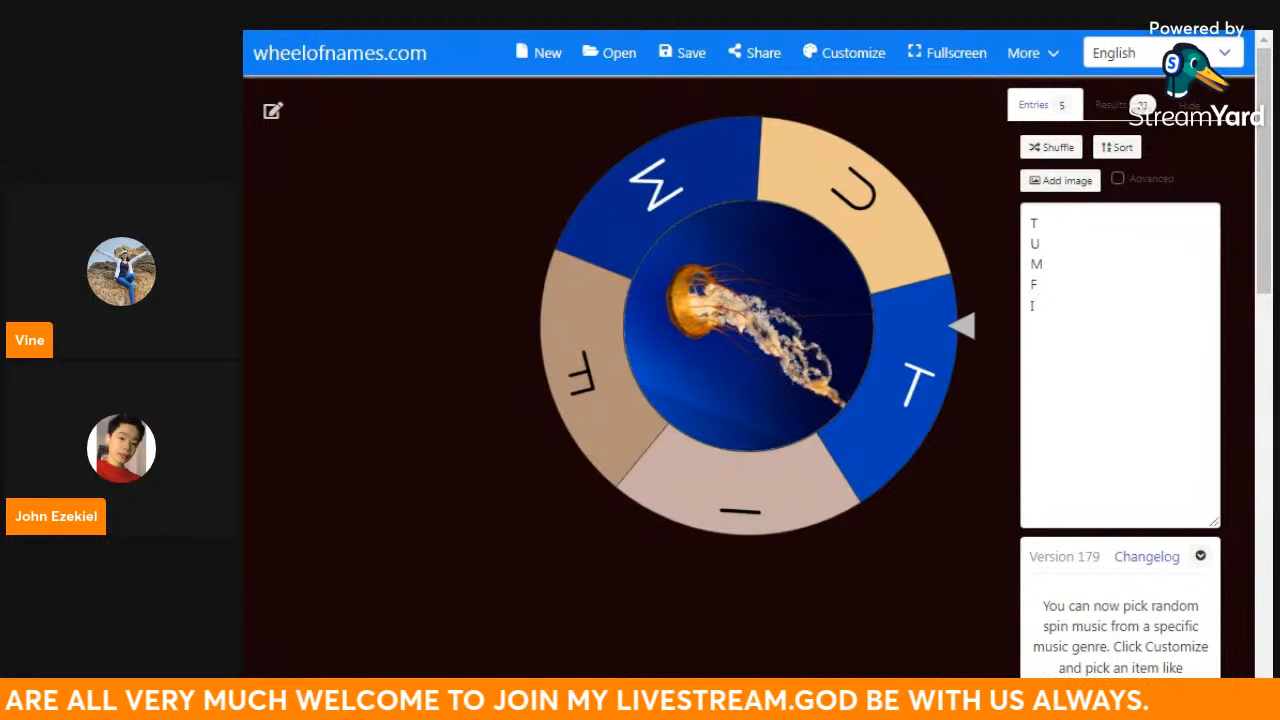 Powered by
StreamYard
wheelofnames.com New Open Save Share Customize Fullscreen More English
Entries 5 Results Hide
Shuffle Sort
Add image Advanced
T
U
M
F
I
M
U
F
T
I
Vine
John Ezekiel
Version 179 Changelog
You can now pick random
spin music from a specific
music genre. Click Customize
and pick an item like
ARE ALL VERY MUCH WELCOME TO JOIN MY LIVESTREAM.GOD BE WITH US ALWAYS.